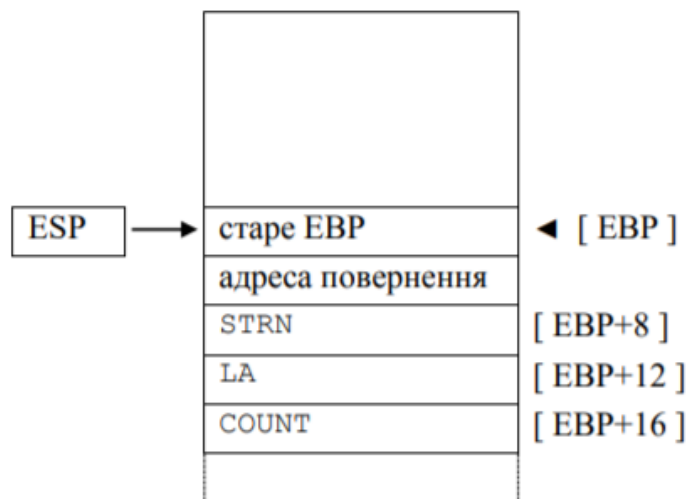 ESP
старе EBP
[ EBP ]
адреса повернення
STRN
[ EBP+8 ]
LA
[ EBP+12 ]
COUNT
[ EBP+16 ]